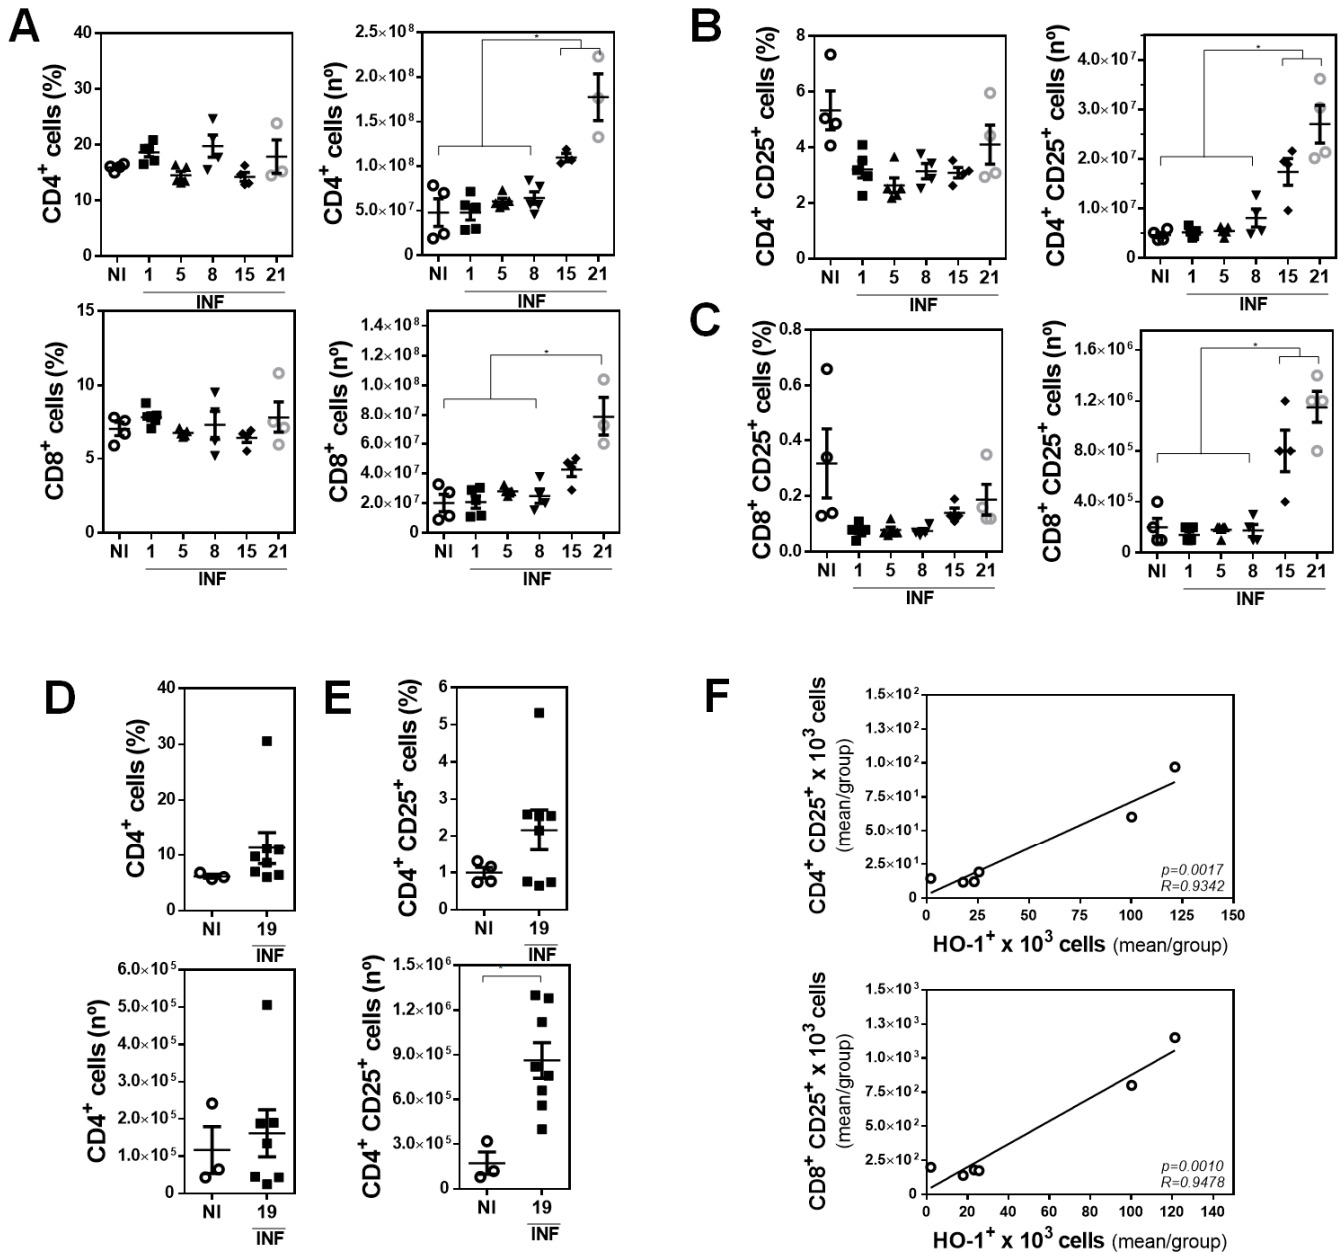 A
CD4+ cells (%)
40
30
20
10
0
NI 1 5 8 15 21
INF
CD4+ cells (nº)
2.5×10^8
2.0×10^8
1.5×10^8
1.0×10^8
5.0×10^7
0
*
NI 1 5 8 15 21
INF
CD8+ cells (%)
15
10
5
0
NI 1 5 8 15 21
INF
CD8+ cells (nº)
1.4×10^8
1.2×10^8
1.0×10^8
8.0×10^7
6.0×10^7
4.0×10^7
2.0×10^7
0
*
NI 1 5 8 15 21
INF
B
CD4+ CD25+ cells (%)
8
6
4
2
0
NI 1 5 8 15 21
INF
CD4+ CD25+ cells (nº)
4.0×10^7
3.0×10^7
2.0×10^7
1.0×10^7
0
*
NI 1 5 8 15 21
INF
C
CD8+ CD25+ cells (%)
0.8
0.6
0.4
0.2
0.0
NI 1 5 8 15 21
INF
CD8+ CD25+ cells (nº)
1.6×10^6
1.2×10^6
8.0×10^5
4.0×10^5
0
*
NI 1 5 8 15 21
INF
D
CD4+ cells (%)
40
30
20
10
0
NI 19
INF
CD4+ cells (nº)
6.0×10^5
5.0×10^5
4.0×10^5
3.0×10^5
2.0×10^5
1.0×10^5
0
NI 19
INF
E
CD4+ CD25+ cells (%)
6
5
4
3
2
1
0
NI 19
INF
CD4+ CD25+ cells (nº)
1.5×10^6
1.2×10^6
9.0×10^5
6.0×10^5
3.0×10^5
0
*
NI 19
INF
F
CD4+ CD25+ x 10^3 cells
(mean/group)
1.5×10^2
1.3×10^2
1.0×10^2
7.5×10^1
5.0×10^1
2.5×10^1
0
p=0.0017
R=0.9342
0 25 50 75 100 125 150
HO-1+ x 10^3 cells (mean/group)
CD8+ CD25+ x 10^3 cells
(mean/group)
1.5×10^3
1.3×10^3
1.0×10^3
7.5×10^2
5.0×10^2
2.5×10^2
0
p=0.0010
R=0.9478
0 20 40 60 80 100 120 140
HO-1+ x 10^3 cells (mean/group)